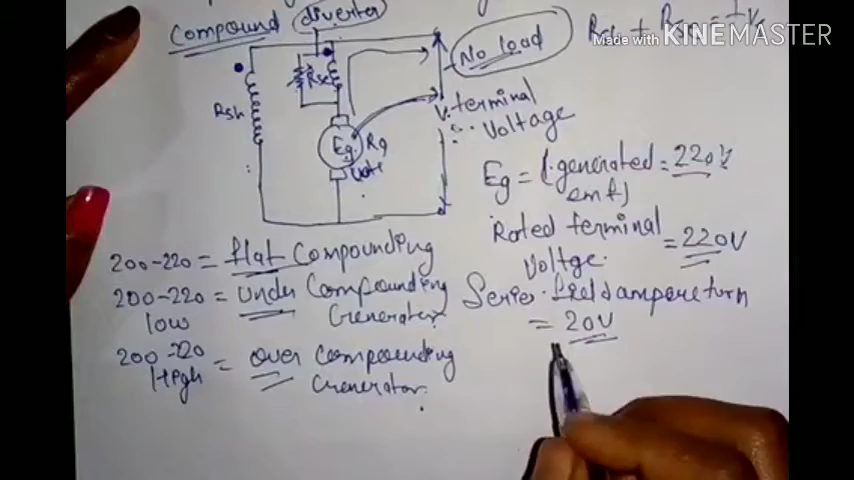 diverter
Compound
No load
Made with KINEMASTER
Rse
Rsh
Eg
Ra
V. terminal
Voltage
Eg = (generated = 220V
emf)
Rated terminal = 220V
Voltge.
Series field ampere turn
= 20V
200-220 = flat Compounding
200-220 = under Compounding
low Generator
200-220 = over Compounding
High Generator